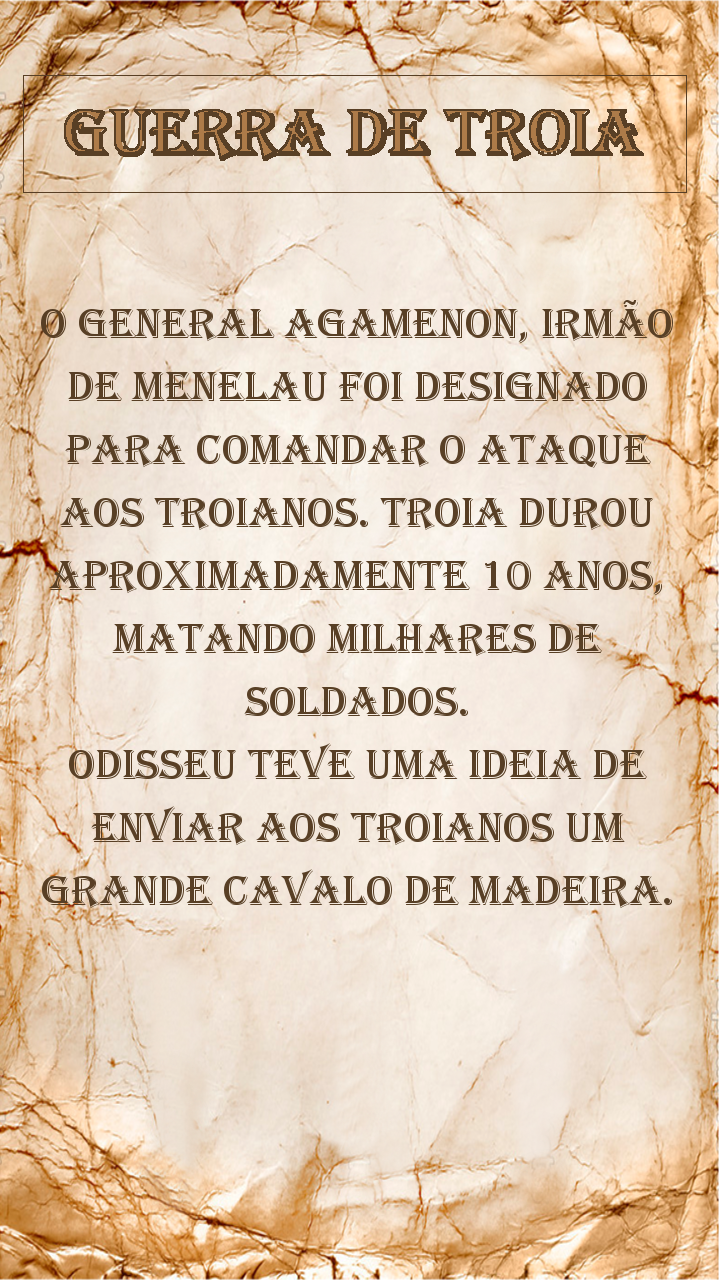 GUERRA DE TROIA
O GENERAL AGAMENON, IRMÃO
DE MENELAU FOI DESIGNADO
PARA COMANDAR O ATAQUE
AOS TROIANOS. TROIA DUROU
APROXIMADAMENTE 10 ANOS,
MATANDO MILHARES DE
SOLDADOS.
ODISSEU TEVE UMA IDEIA DE
ENVIAR AOS TROIANOS UM
GRANDE CAVALO DE MADEIRA.